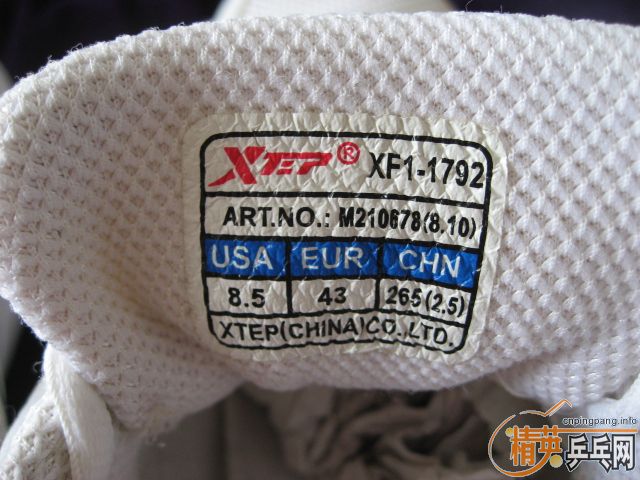 XTEP® XF1-1792
ART.NO.: M210678(8.10)
USA EUR CHN
8.5 43 265(2.5)
XTEP(CHINA)CO.,LTD.
cnpingpang.info
精英乒乓网